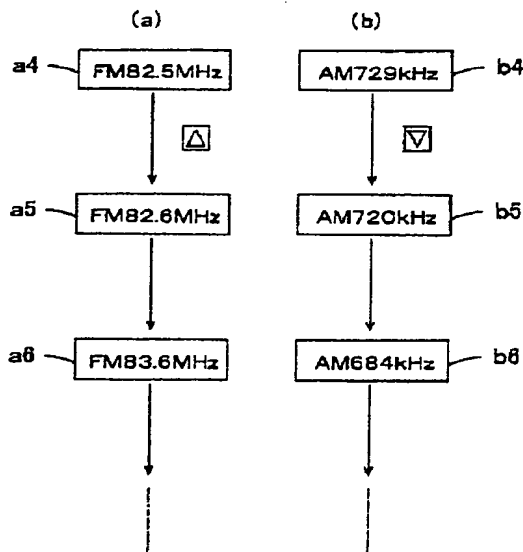 (a) (b)
a4 FM82.5MHz AM729kHz b4
a5 FM82.6MHz AM720kHz b5
a6 FM83.6MHz AM684kHz b6